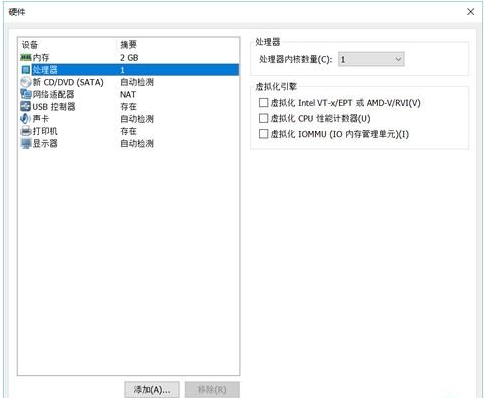 硬件
设备 摘要
内存 2 GB
处理器 1
新 CD/DVD (SATA) 自动检测
网络适配器 NAT
USB 控制器 存在
声卡 自动检测
打印机 存在
显示器 自动检测
添加(A)... 移除(R)
处理器
处理器内核数量(C): 1
虚拟化引擎
虚拟化 Intel VT-x/EPT 或 AMD-V/RVI(V)
虚拟化 CPU 性能计数器(U)
虚拟化 IOMMU (IO 内存管理单元)(I)